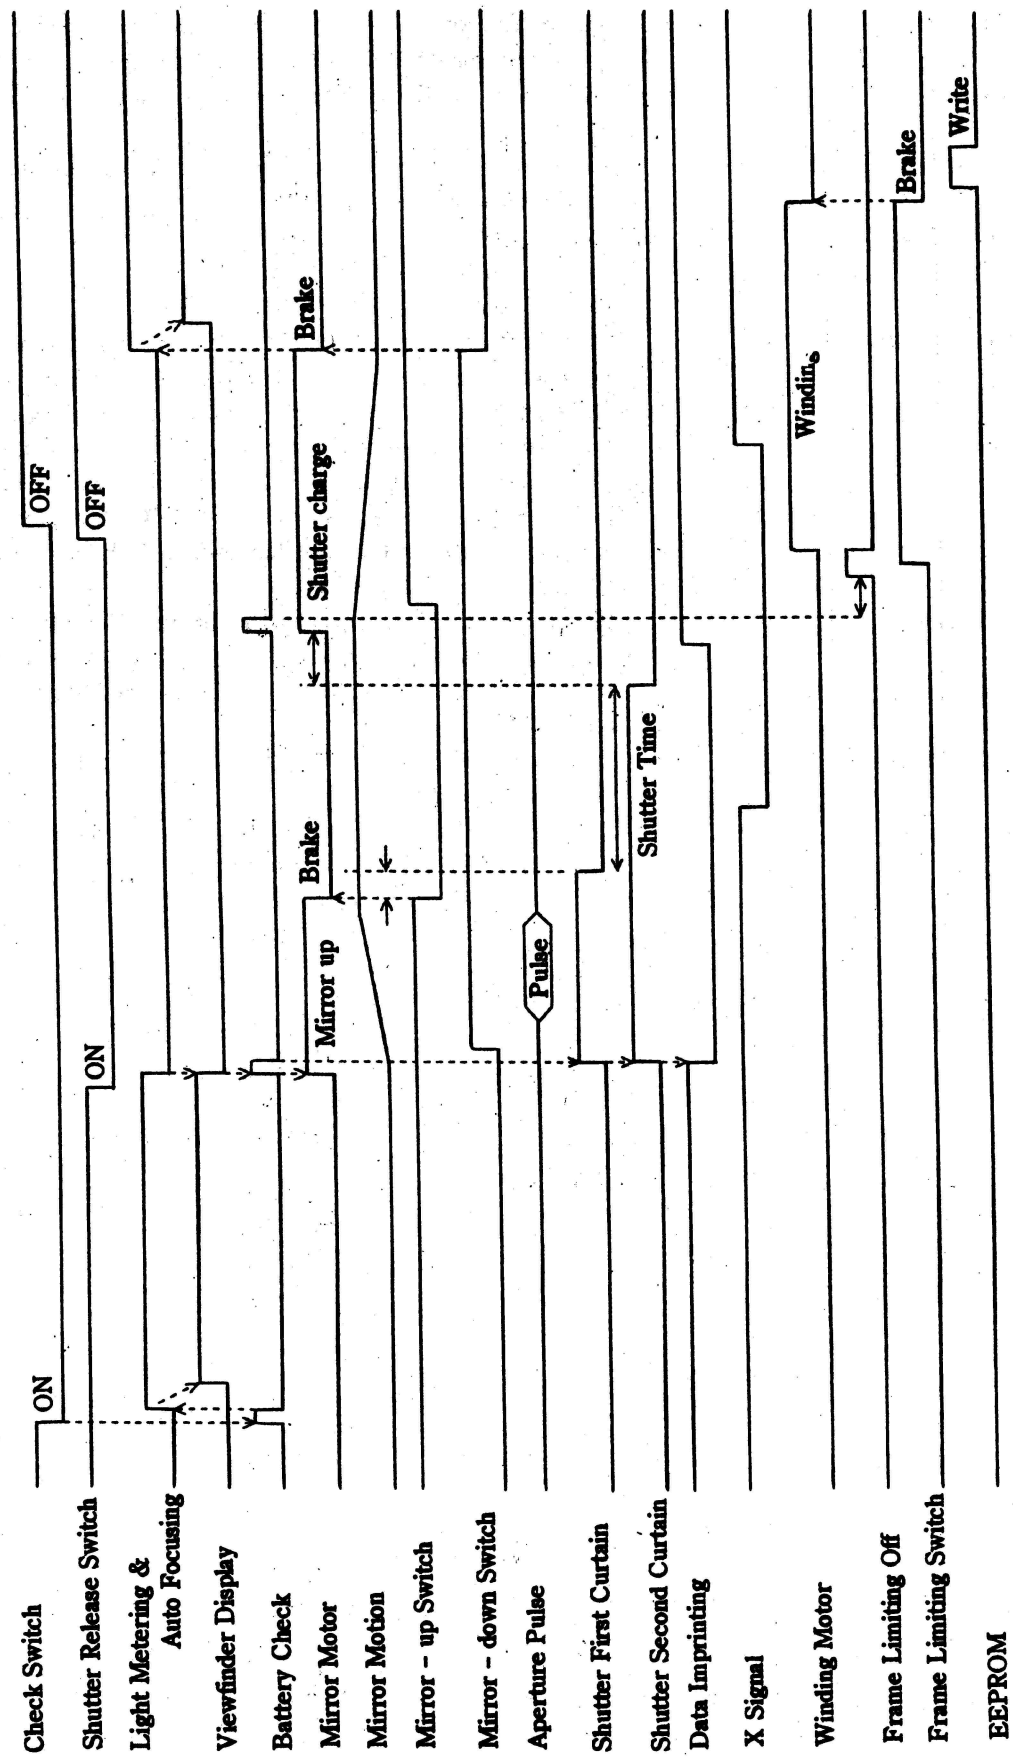 Check Switch
ON
OFF
Shutter Release Switch
ON
OFF
Light Metering &
Auto Focusing
Viewfinder Display
Battery Check
Mirror Motor
Mirror up
Brake
Shutter charge
Brake
Mirror Motion
Mirror - up Switch
Mirror - down Switch
Aperture Pulse
Pulse
Shutter First Curtain
Shutter Time
Shutter Second Curtain
Data Imprinting
X Signal
Winding Motor
Frame Limiting Off
Frame Limiting Switch
Brake
EEPROM
Write